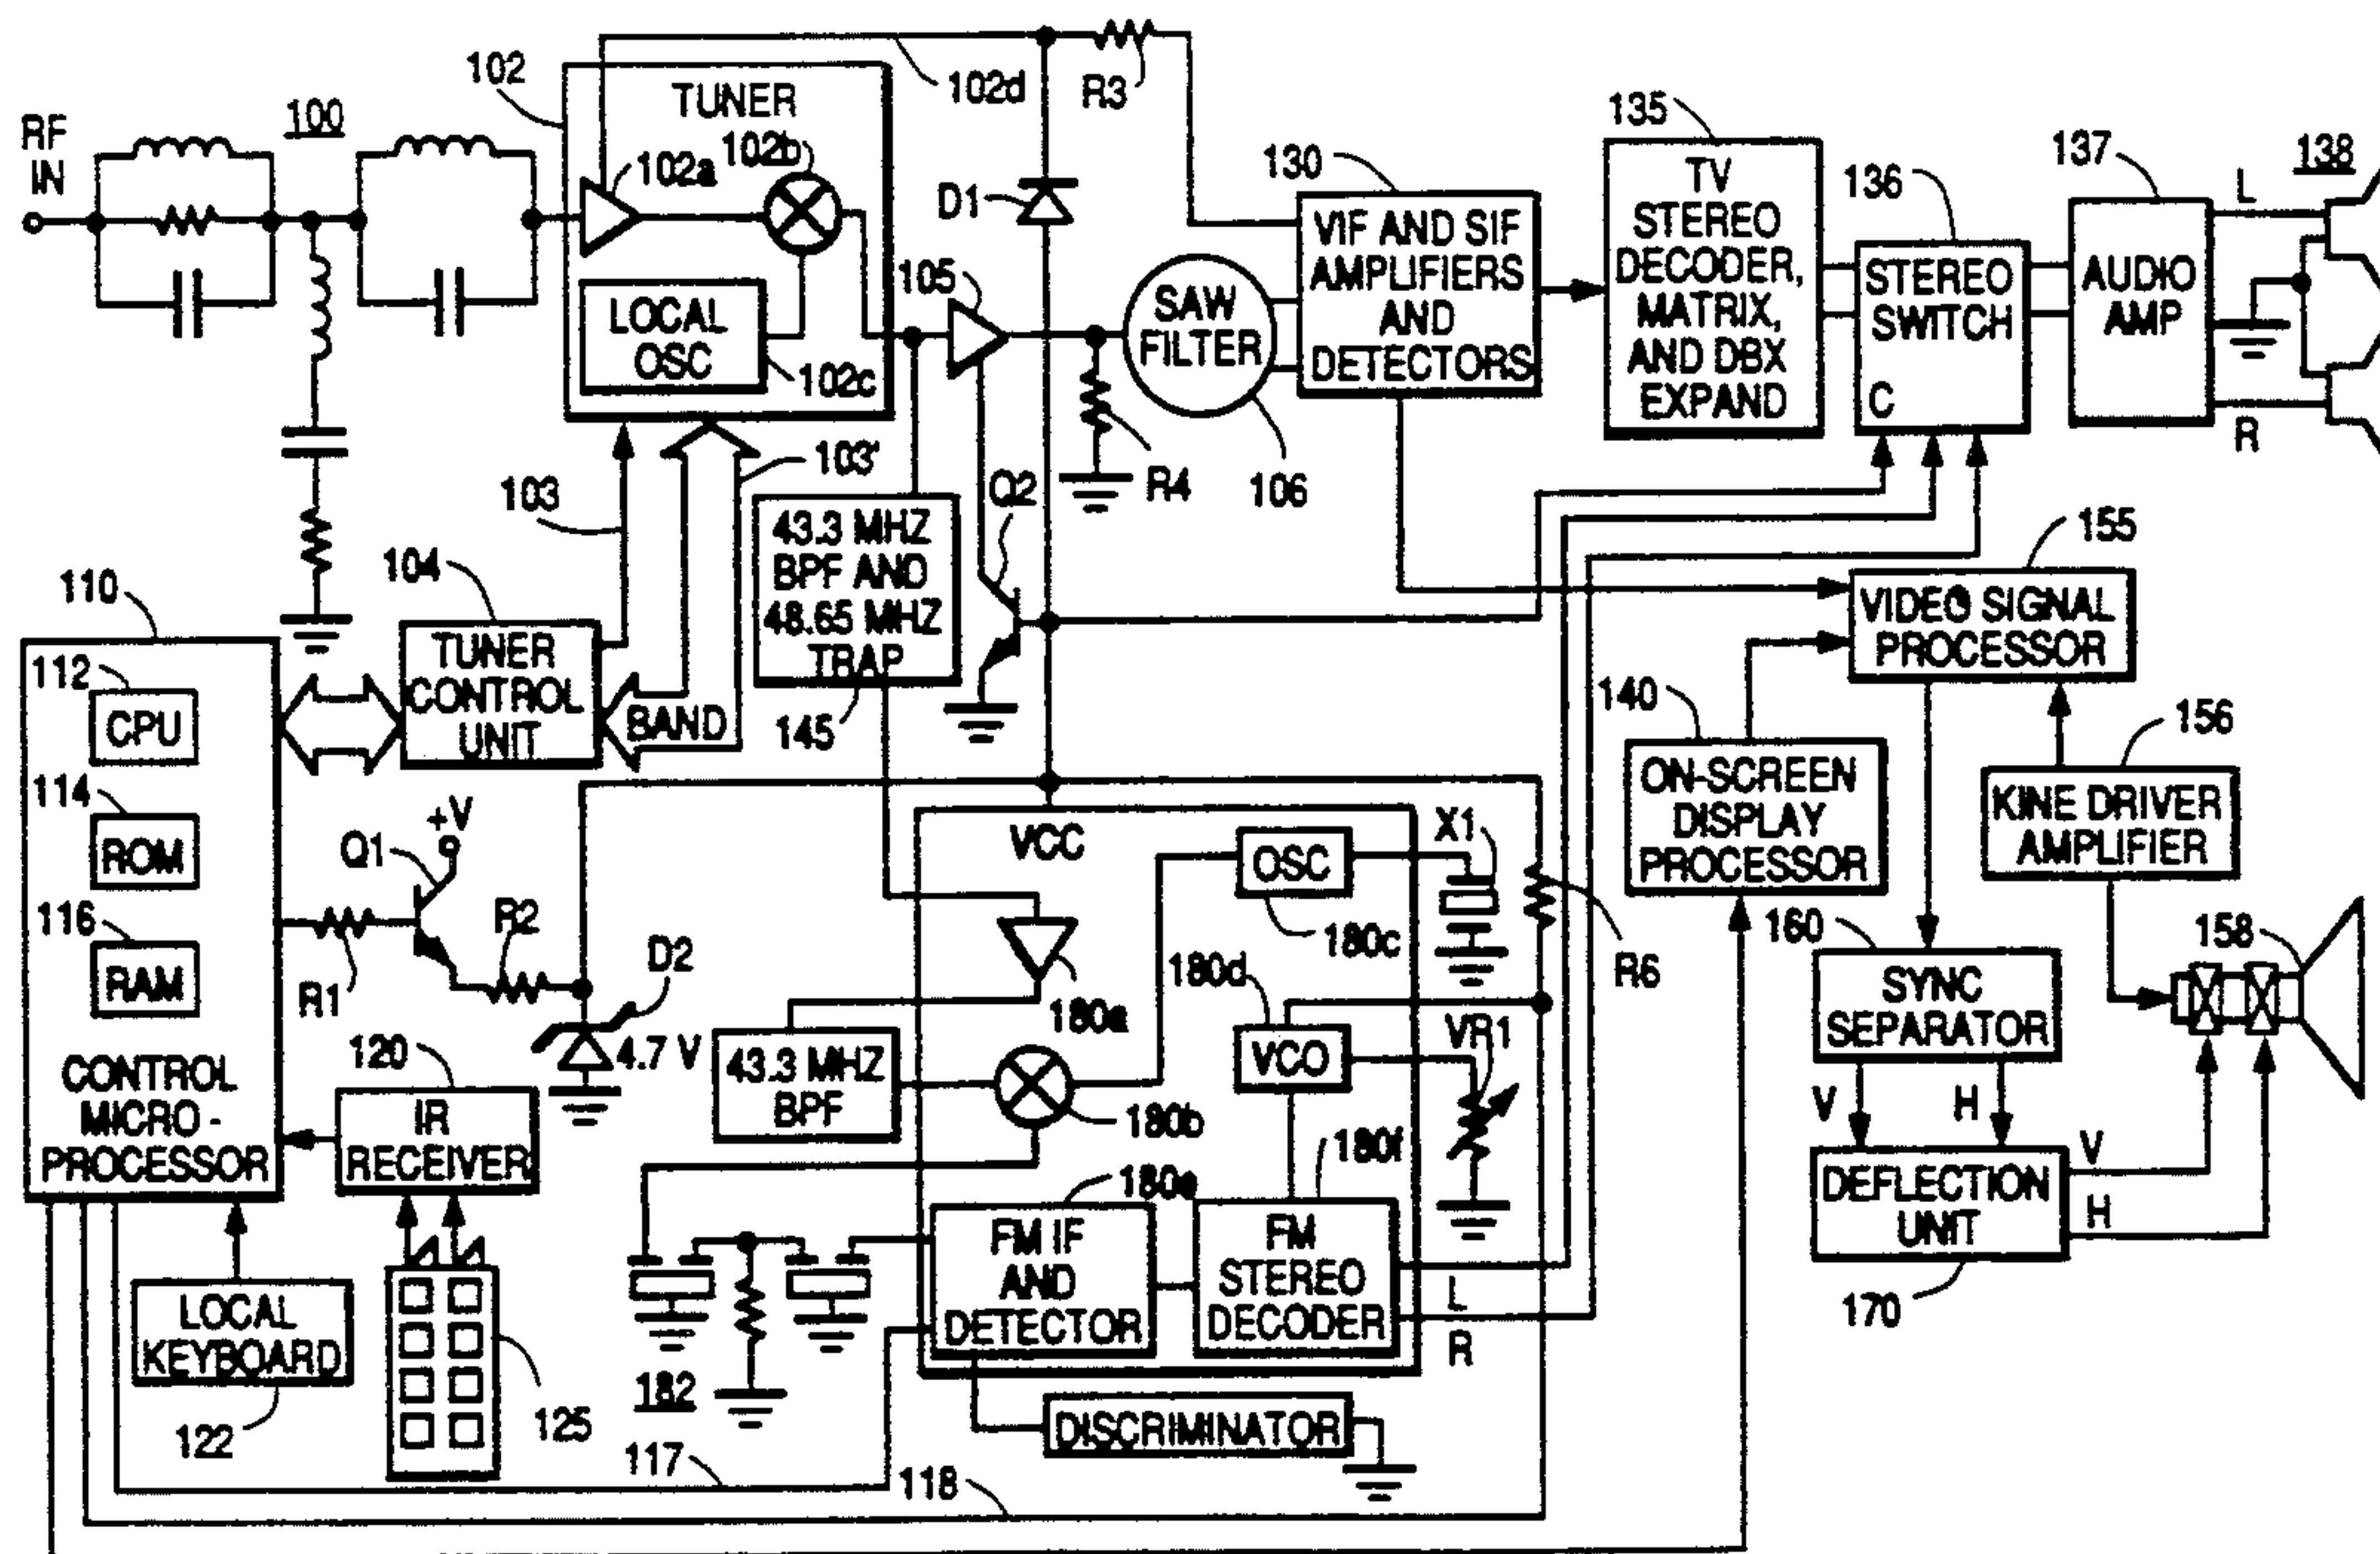 RF
IN
100
102
TUNER
102a
102b
LOCAL
OSC
102c
102d
R3
D1
105
SAW
FILTER
106
R4
130
VIF AND SIF
AMPLIFIERS
AND
DETECTORS
135
TV
STEREO
DECODER,
MATRIX,
AND DBX
EXPAND
136
STEREO
SWITCH
C
137
AUDIO
AMP
L
R
138
103
103'
104
TUNER
CONTROL
UNIT
BAND
43.3 MHZ
BPF AND
48.65 MHZ
TRAP
145
Q2
155
VIDEO SIGNAL
PROCESSOR
140
ON-SCREEN
DISPLAY
PROCESSOR
156
KINE DRIVER
AMPLIFIER
158
160
SYNC
SEPARATOR
V
H
DEFLECTION
UNIT
170
V
H
110
112
CPU
114
ROM
116
RAM
CONTROL
MICRO -
PROCESSOR
+V
Q1
R1
R2
D2
4.7 V
120
IR
RECEIVER
LOCAL
KEYBOARD
122
125
VCC
OSC
180c
X1
180a
43.3 MHZ
BPF
180b
180d
VCO
VR1
R6
180e
FM IF
AND
DETECTOR
180f
FM
STEREO
DECODER
L
R
182
DISCRIMINATOR
117
118